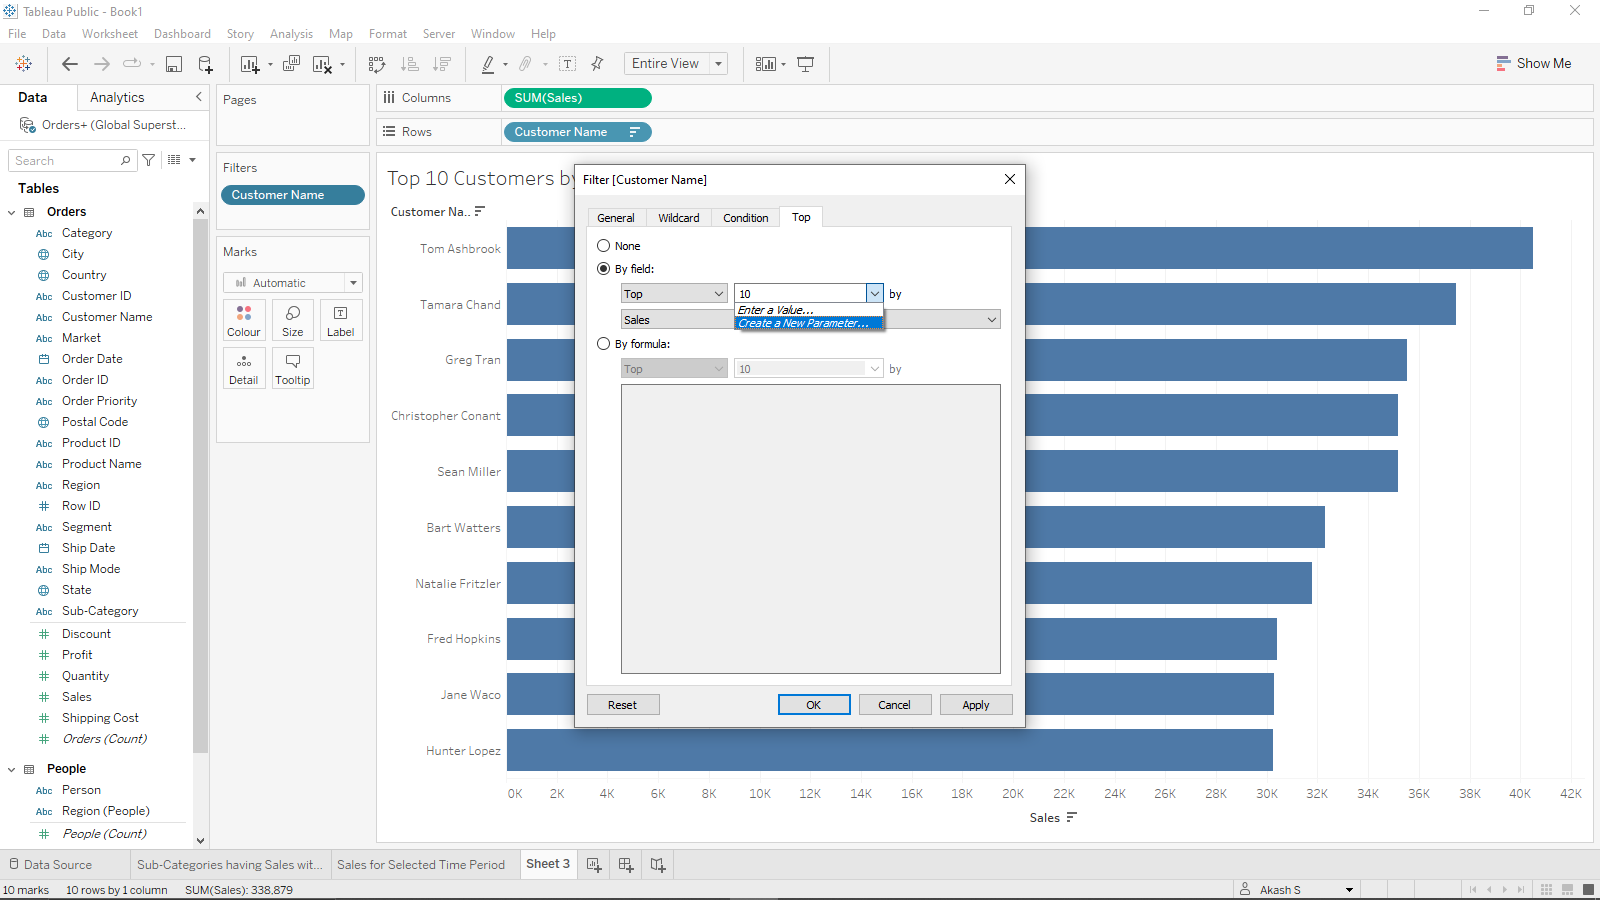 Tableau Public - Book1
File Data Worksheet Dashboard Story Analysis Map Format Server Window Help
Entire View
Show Me
Data
Analytics
Orders+ (Global Superst...
Search
Tables
Orders
Abc Category
City
Country
Abc Customer ID
Abc Customer Name
Abc Market
Order Date
Abc Order ID
Abc Order Priority
Postal Code
Abc Product ID
Abc Product Name
Abc Region
# Row ID
Abc Segment
Ship Date
Abc Ship Mode
State
Abc Sub-Category
# Discount
# Profit
# Quantity
# Sales
# Shipping Cost
# Orders (Count)
People
Abc Person
Abc Region (People)
# People (Count)
Pages
Filters
Customer Name
Marks
Automatic
Colour
Size
Label
Detail
Tooltip
Columns
SUM(Sales)
Rows
Customer Name
Top 10 Customers by
Customer Na..
Tom Ashbrook
Tamara Chand
Greg Tran
Christopher Conant
Sean Miller
Bart Watters
Natalie Fritzler
Fred Hopkins
Jane Waco
Hunter Lopez
0K 2K 4K 6K 8K 10K 12K 14K 16K 18K 20K 22K 24K 26K 28K 30K 32K 34K 36K 38K 40K 42K
Sales
Filter [Customer Name]
General
Wildcard
Condition
Top
None
By field:
Top
10
by
Enter a Value...
Create a New Parameter...
Sales
By formula:
Top
10
by
Reset
OK
Cancel
Apply
Data Source
Sub-Categories having Sales wit...
Sales for Selected Time Period
Sheet 3
10 marks
10 rows by 1 column
SUM(Sales): 338,879
Akash S